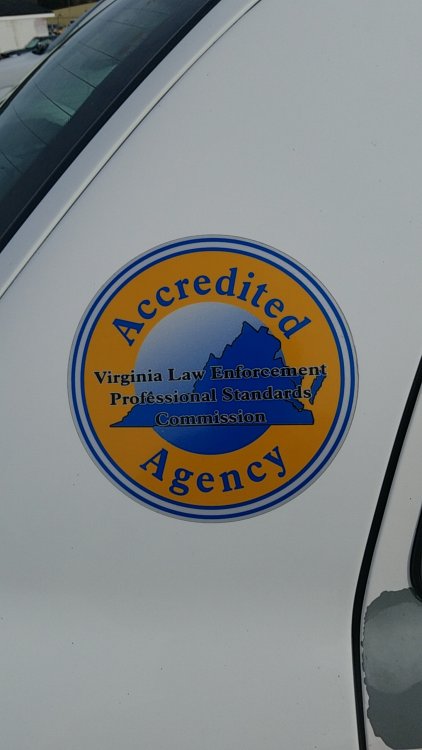 Accredited
Virginia Law Enforcement
Professional Standards
Commission
Agency